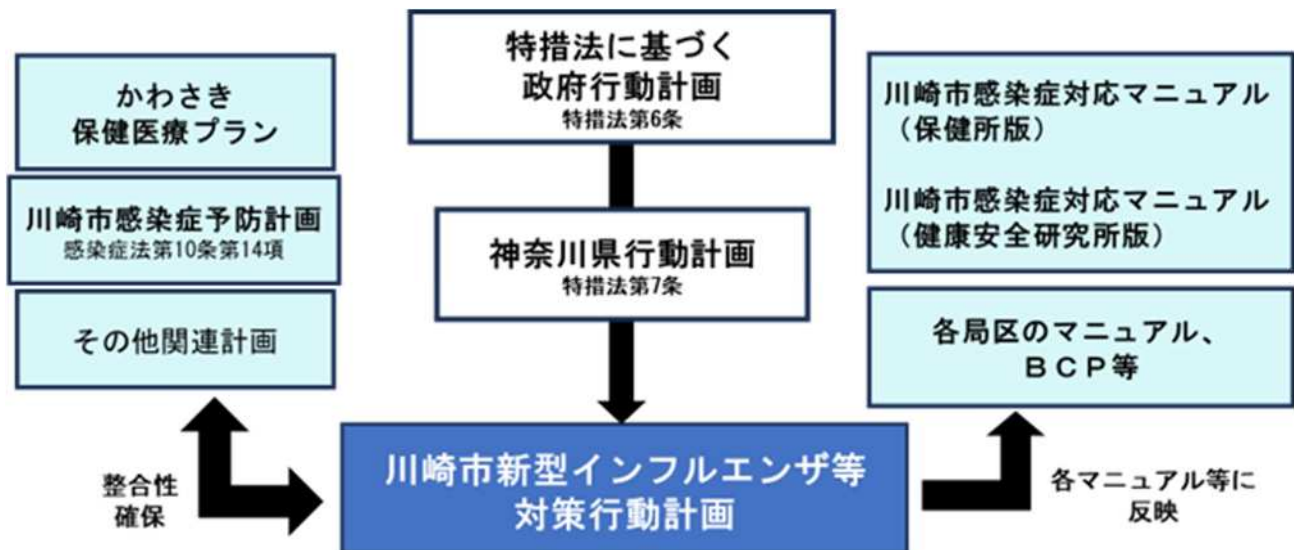 かわさき
保健医療プラン
川崎市感染症予防計画
感染症法第10条第14項
その他関連計画
整合性
確保
特措法に基づく
政府行動計画
特措法第6条
神奈川県行動計画
特措法第7条
川崎市新型インフルエンザ等
対策行動計画
川崎市感染症対応マニュアル
（保健所版）
川崎市感染症対応マニュアル
（健康安全研究所版）
各局区のマニュアル、
ＢＣＰ等
各マニュアル等に
反映